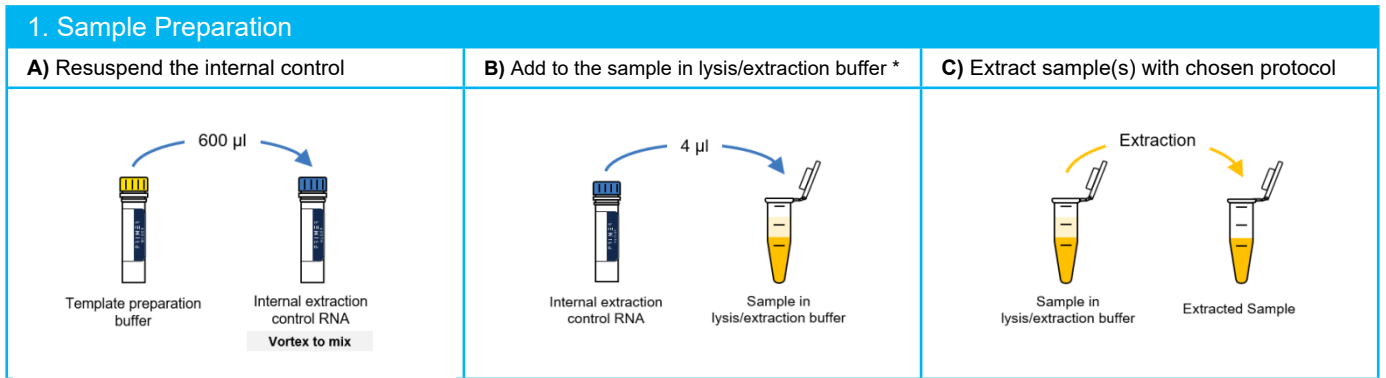 1. Sample Preparation
A) Resuspend the internal control
B) Add to the sample in lysis/extraction buffer *
C) Extract sample(s) with chosen protocol
600 µl
Template preparation
buffer
Internal extraction
control RNA
Vortex to mix
4 µl
Internal extraction
control RNA
Sample in
lysis/extraction buffer
Extraction
Sample in
lysis/extraction buffer
Extracted Sample